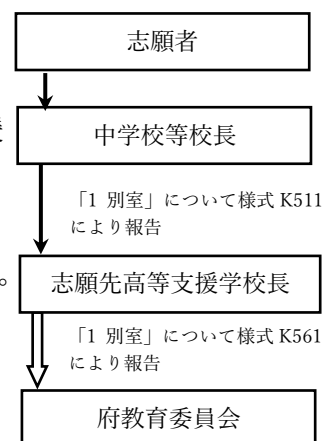 志願者
中学校等校長
「1 別室」について様式 K511
により報告
。
志願先高等支援学校長
「1 別室」について様式 K561
により報告
府教育委員会